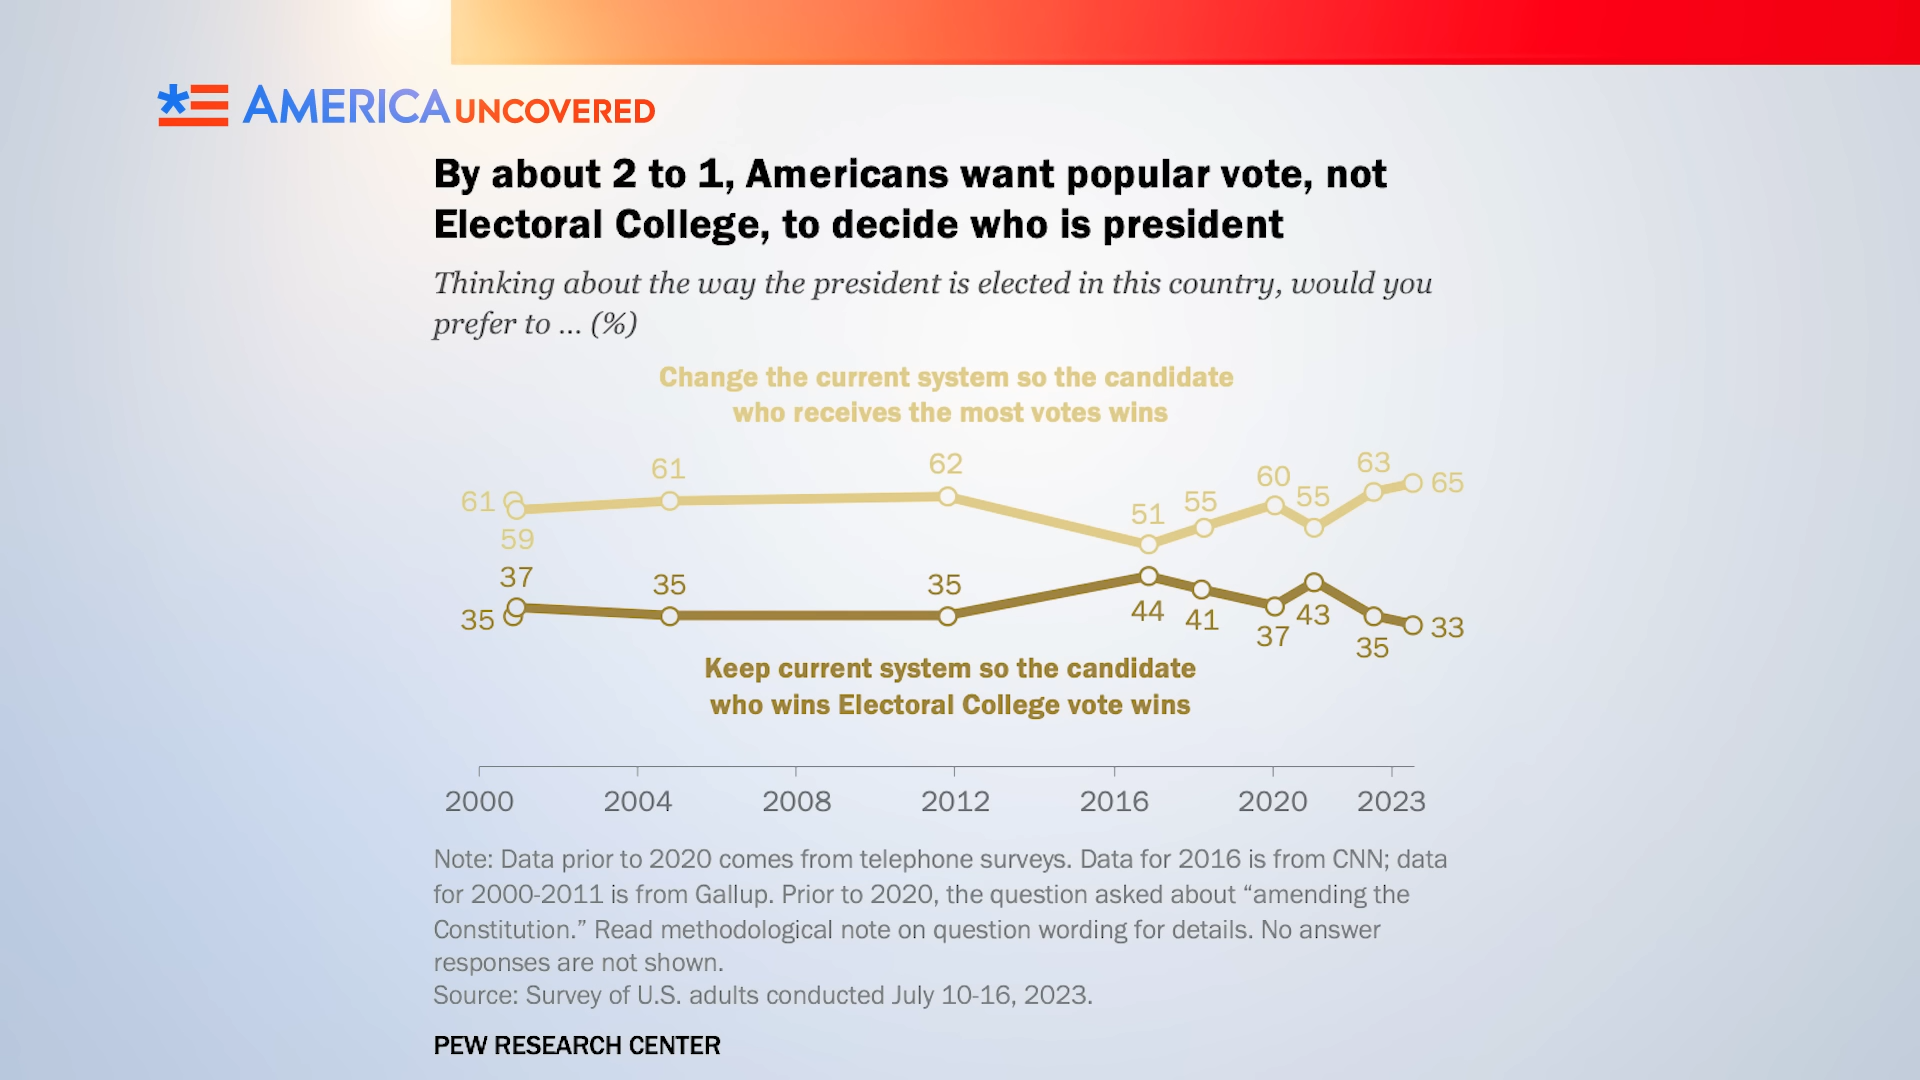 AMERICA UNCOVERED
By about 2 to 1, Americans want popular vote, not
Electoral College, to decide who is president
Thinking about the way the president is elected in this country, would you
prefer to ... (%)
Change the current system so the candidate
who receives the most votes wins
61
59
61
62
51
55
60
55
63
65
37
35
35
35
44
41
37
43
35
33
Keep current system so the candidate
who wins Electoral College vote wins
2000 2004 2008 2012 2016 2020 2023
Note: Data prior to 2020 comes from telephone surveys. Data for 2016 is from CNN; data
for 2000-2011 is from Gallup. Prior to 2020, the question asked about “amending the
Constitution.” Read methodological note on question wording for details. No answer
responses are not shown.
Source: Survey of U.S. adults conducted July 10-16, 2023.
PEW RESEARCH CENTER